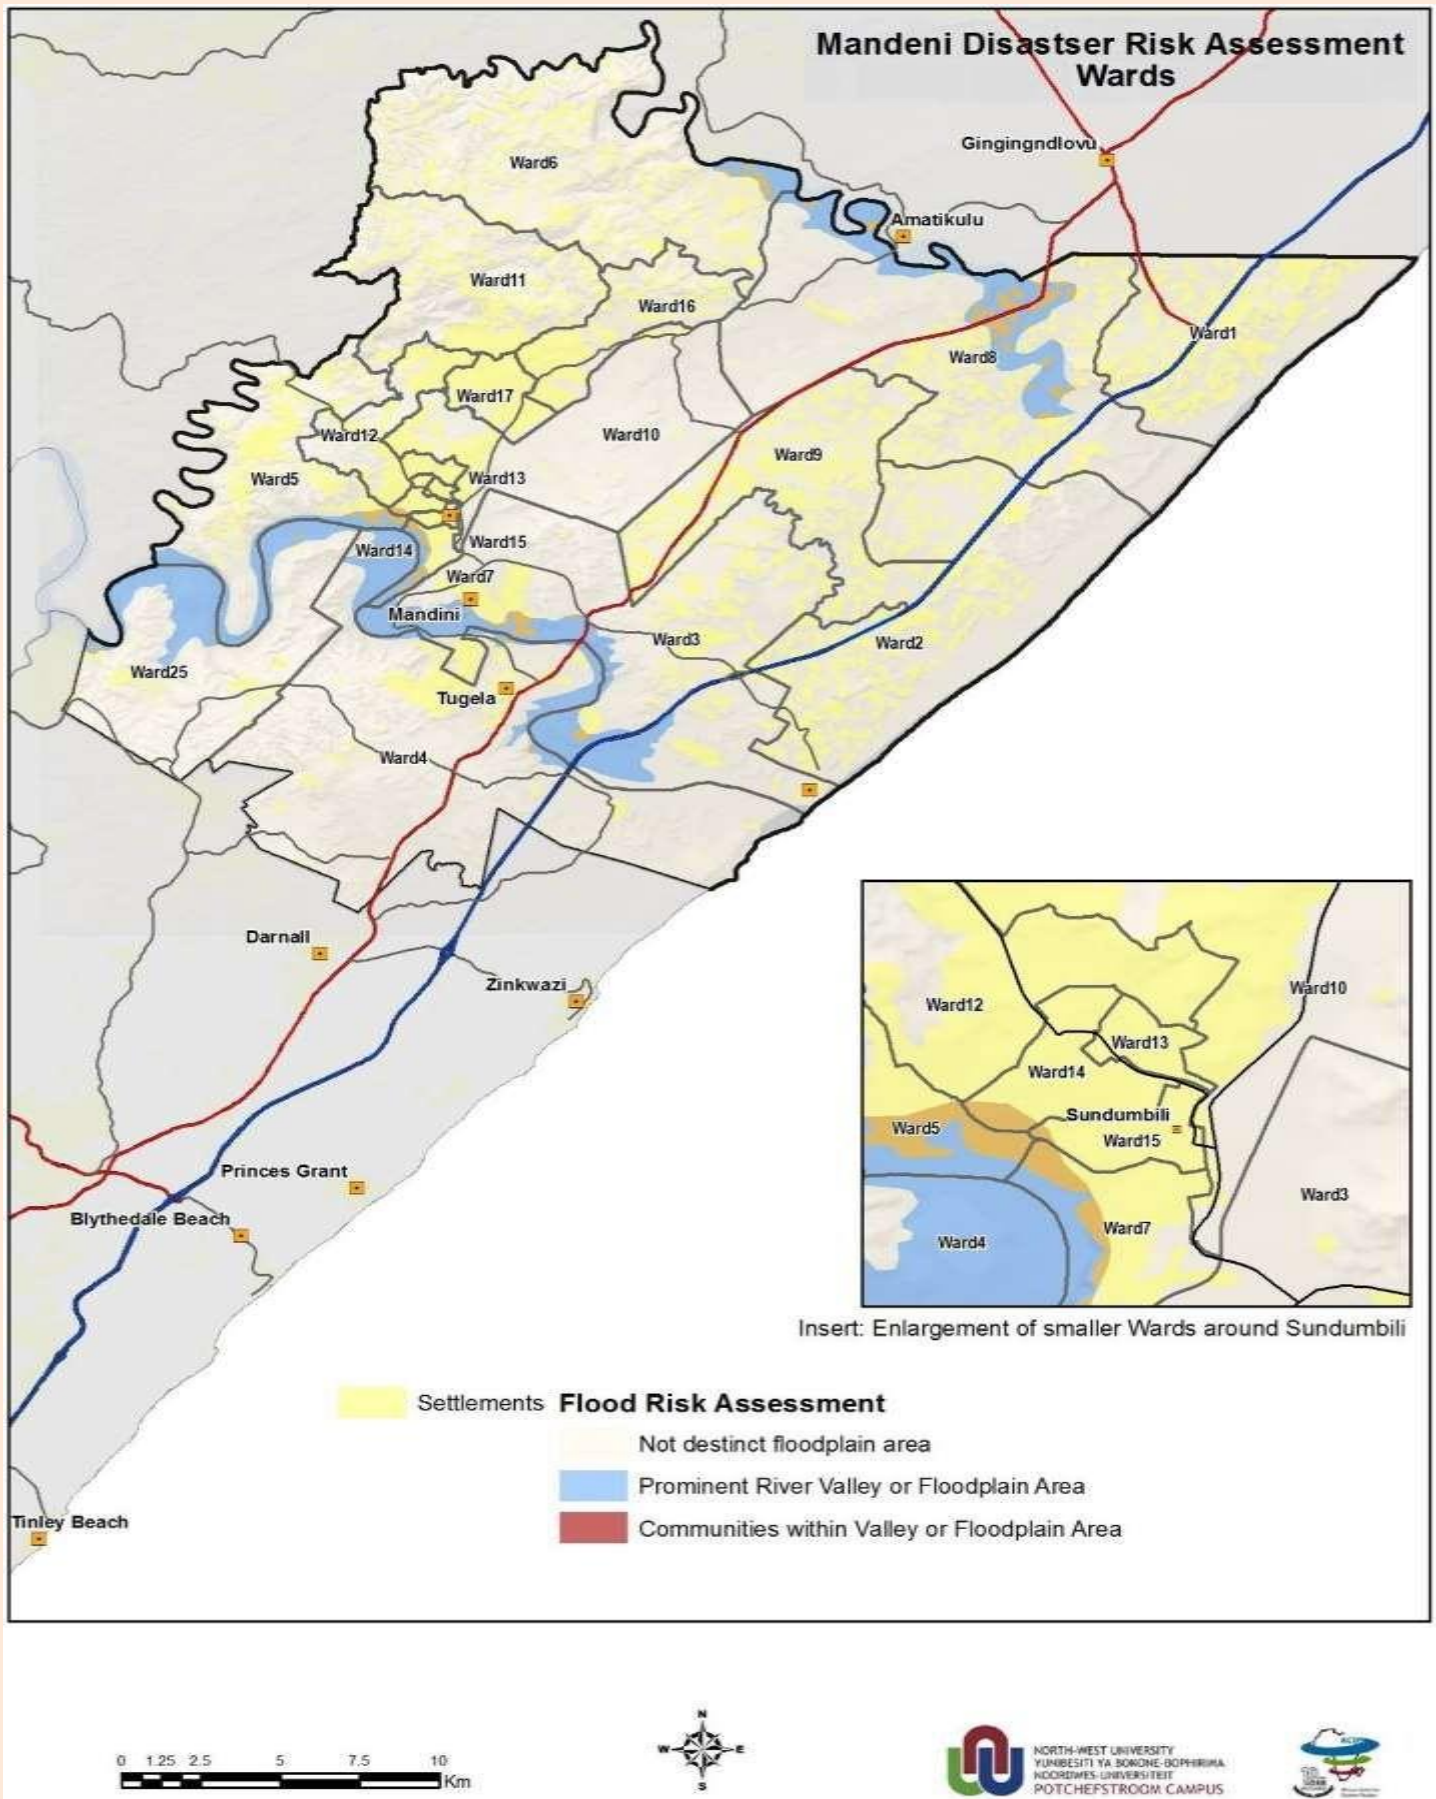 Mandeni Disastser Risk Assessment
Wards
Gingingndlovu
Ward6
Amatikulu
Ward11
Ward16
Ward1
Ward8
Ward17
Ward12
Ward10
Ward9
Ward5
Ward13
Ward14
Ward15
Ward7
Mandini
Ward3
Ward2
Ward25
Tugela
Ward4
Darnall
Zinkwazi
Princes Grant
Blythedale Beach
Tinley Beach
Ward12
Ward10
Ward13
Ward14
Sundumbili
Ward5
Ward15
Ward3
Ward7
Ward4
Insert: Enlargement of smaller Wards around Sundumbili
Settlements Flood Risk Assessment
Not destinct floodplain area
Prominent River Valley or Floodplain Area
Communities within Valley or Floodplain Area
0 1.25 2.5 5 7.5 10
Km
N
W E
S
NORTH-WEST UNIVERSITY
YUNIBESITI YA BOKONE-BOPHIRIMA
NOORDWES-UNIVERSITEIT
POTCHEFSTROOM CAMPUS